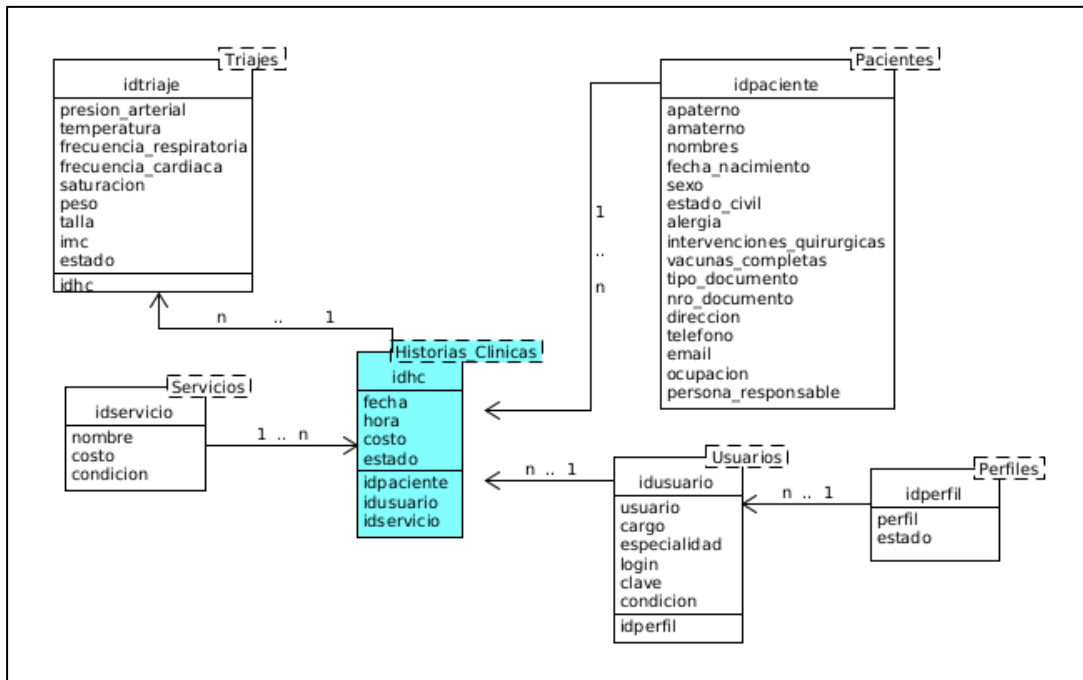 Triajes
idtriaje
presion_arterial
temperatura
frecuencia_respiratoria
frecuencia_cardiaca
saturacion
peso
talla
imc
estado
idhc
Pacientes
idpaciente
apaterno
amaterno
nombres
fecha_nacimiento
sexo
estado_civil
alergia
intervenciones_quirurgicas
vacunas_completas
tipo_documento
nro_documento
direccion
telefono
email
ocupacion
persona_responsable
1
..
n
n .. 1
Historias_Clinicas
idhc
fecha
hora
costo
estado
idpaciente
idusuario
idservicio
Servicios
idservicio
nombre
costo
condicion
1 .. n
n .. 1
Usuarios
idusuario
usuario
cargo
especialidad
login
clave
condicion
idperfil
n .. 1
Perfiles
idperfil
perfil
estado